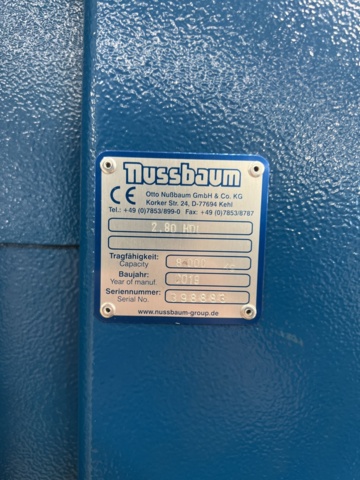 nussbaum
CE
Otto Nußbaum GmbH & Co. KG
Korker Str. 24, D-77694 Kehl
Tel.: +49 (0)7853/899-0 Fax: +49 (0)7853/8787
2.80
Tragfähigkeit:
Capacity
Baujahr:
Year of manuf.
Seriennummer:
Serial No.
www.nussbaum-group.de